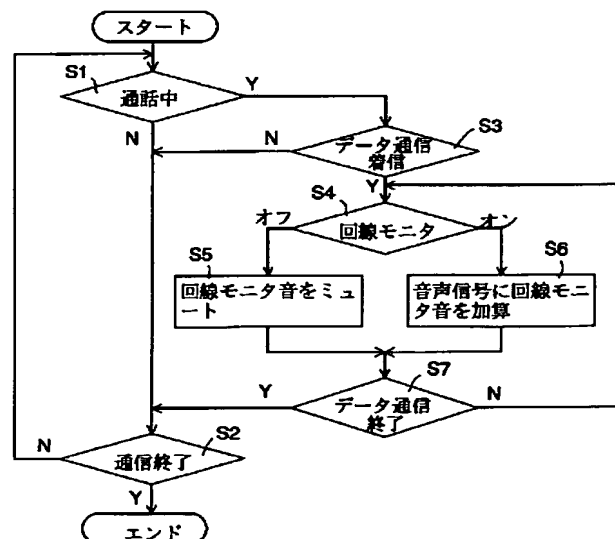 スタート
S1
通話中
Y
N
S3
データ通信
着信
N
Y
S4
回線モニタ
オフ
オン
S5
回線モニタ音をミュ
ート
S6
音声信号に回線モニ
タ音を加算
S7
データ通信
終了
Y
N
S2
通信終了
N
Y
エンド